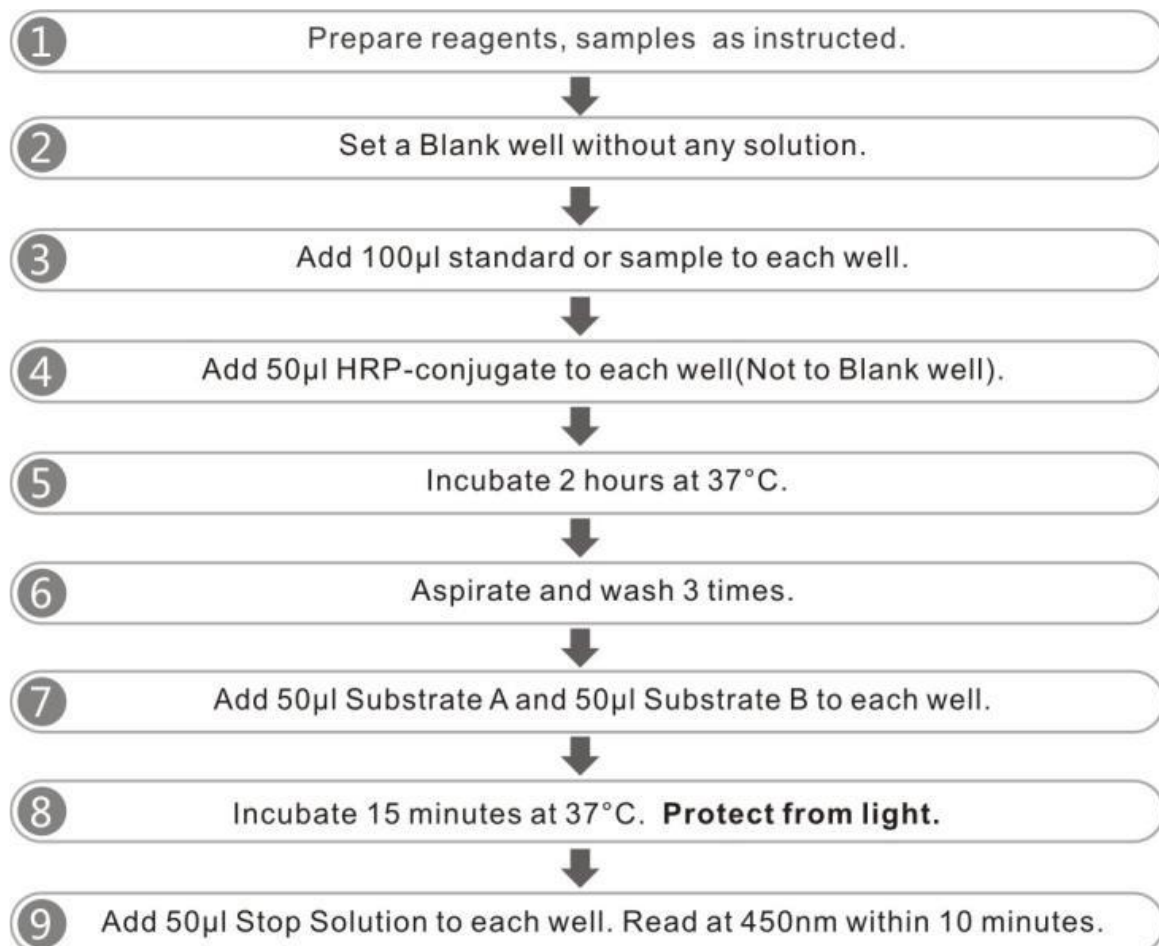 1 Prepare reagents, samples as instructed.
2 Set a Blank well without any solution.
3 Add 100µl standard or sample to each well.
4 Add 50µl HRP-conjugate to each well(Not to Blank well).
5 Incubate 2 hours at 37°C.
6 Aspirate and wash 3 times.
7 Add 50µl Substrate A and 50µl Substrate B to each well.
8 Incubate 15 minutes at 37°C. Protect from light.
9 Add 50µl Stop Solution to each well. Read at 450nm within 10 minutes.